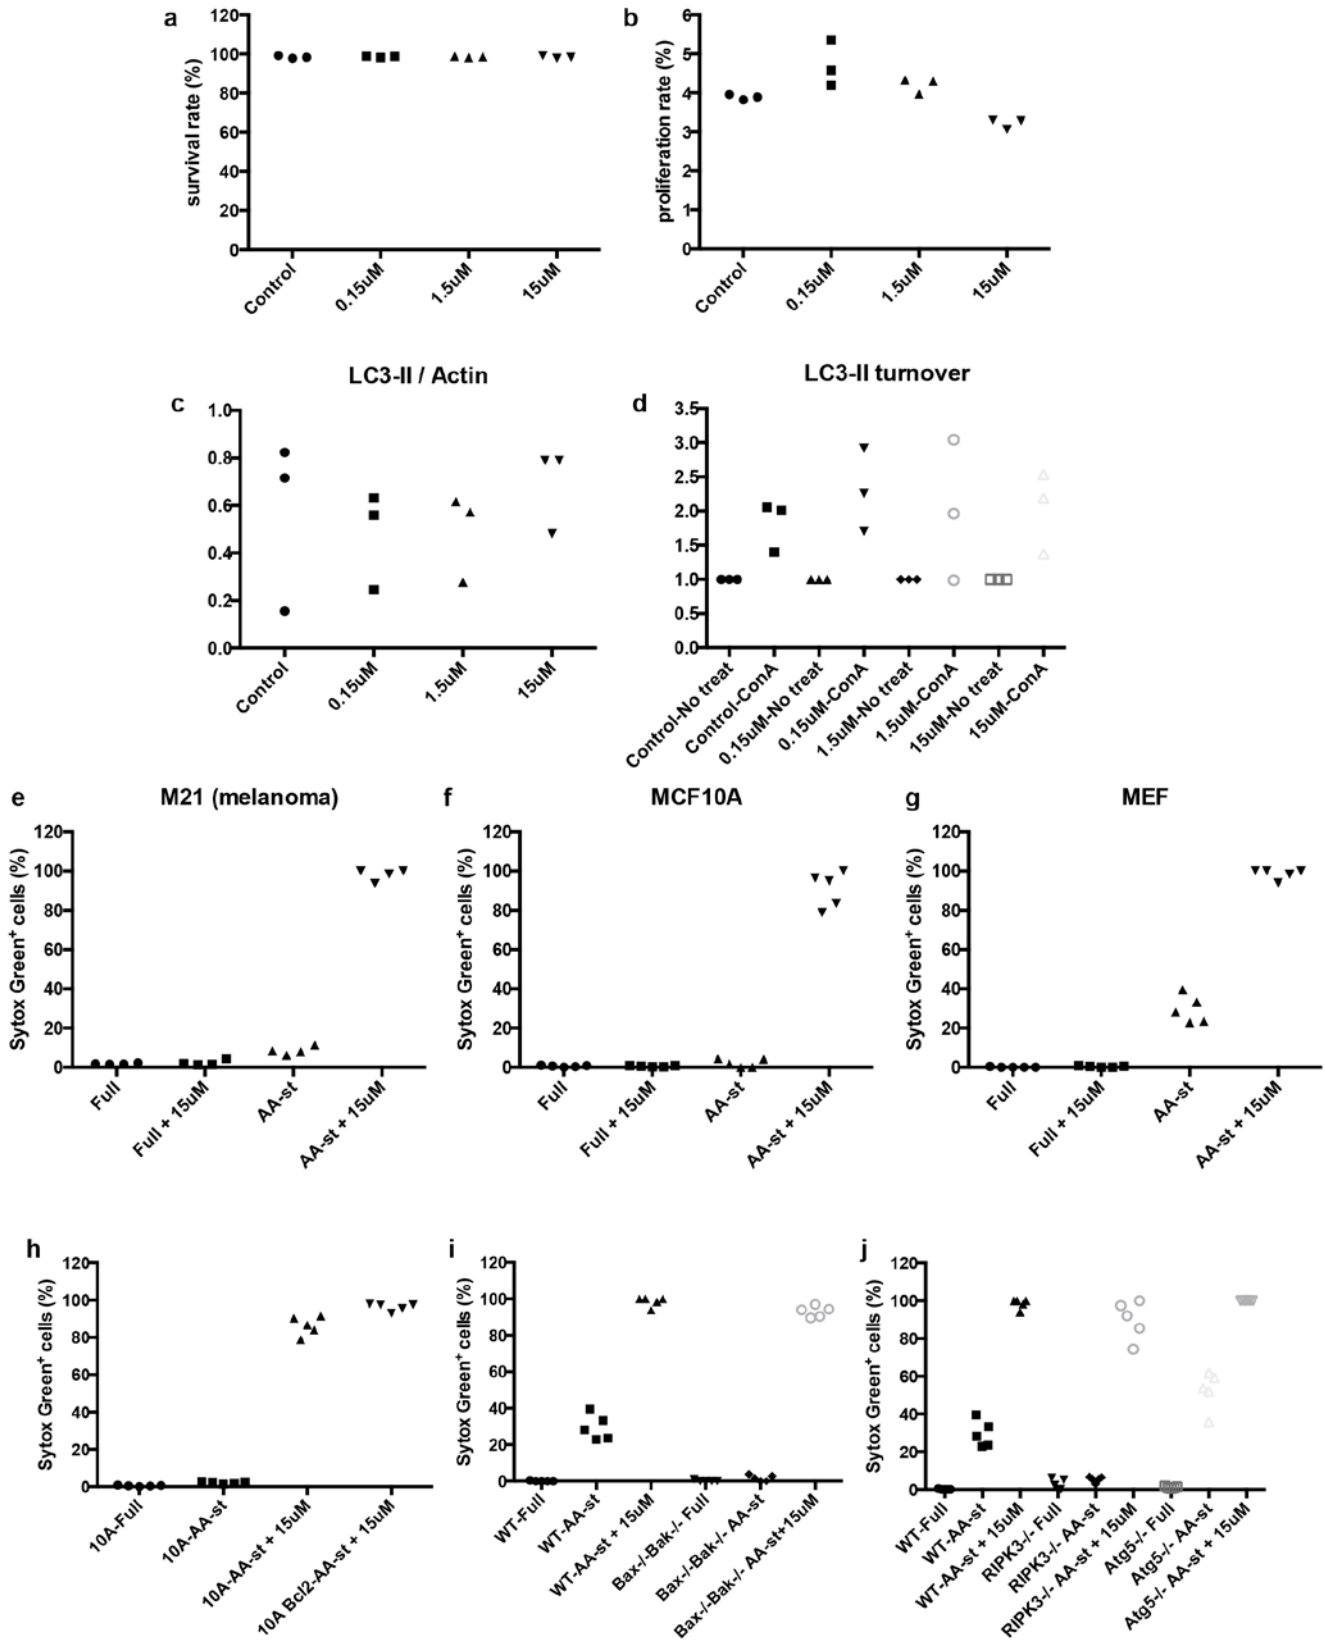 a
survival rate (%)
120
100
80
60
40
20
0
Control
0.15uM
1.5uM
15uM
b
proliferation rate (%)
6
5
4
3
2
1
0
Control
0.15uM
1.5uM
15uM
LC3-II / Actin
c
1.0
0.8
0.6
0.4
0.2
0.0
Control
0.15uM
1.5uM
15uM
LC3-II turnover
d
3.5
3.0
2.5
2.0
1.5
1.0
0.5
0.0
Control-No treat
Control-ConA
0.15uM-No treat
0.15uM-ConA
1.5uM-No treat
1.5uM-ConA
15uM-No treat
15uM-ConA
e
M21 (melanoma)
Sytox Green+ cells (%)
120
100
80
60
40
20
0
Full
Full + 15uM
AA-st
AA-st + 15uM
f
MCF10A
Sytox Green+ cells (%)
120
100
80
60
40
20
0
Full
Full + 15uM
AA-st
AA-st + 15uM
g
MEF
Sytox Green+ cells (%)
120
100
80
60
40
20
0
Full
Full + 15uM
AA-st
AA-st + 15uM
h
Sytox Green+ cells (%)
120
100
80
60
40
20
0
10A-Full
10A-AA-st
10A-AA-st + 15uM
10A Bcl2-AA-st + 15uM
i
Sytox Green+ cells (%)
120
100
80
60
40
20
0
WT-Full
WT-AA-st
WT-AA-st + 15uM
Bax-/-Bak-/- Full
Bax-/-Bak-/- AA-st
Bax-/-Bak-/- AA-st+15uM
j
Sytox Green+ cells (%)
120
100
80
60
40
20
0
WT-Full
WT-AA-st
WT-AA-st + 15uM
RIPK3-/- Full
RIPK3-/- AA-st
RIPK3-/- AA-st + 15uM
Atg5-/- Full
Atg5-/- AA-st
Atg5-/- AA-st + 15uM